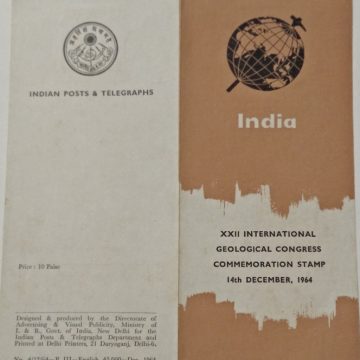 INDIAN POSTS & TELEGRAPHS
Price : 10 Paise
Designed & produced by the Directorate of
Advertising & Visual Publicity, Ministry of
I. & B., Govt. of India, New Delhi for the
Indian Posts & Telegraphs Department and
Printed at Delhi Printers, 21 Daryaganj, Delhi-6.
India
XXII INTERNATIONAL
GEOLOGICAL CONGRESS
COMMEMORATION STAMP
14th DECEMBER, 1964